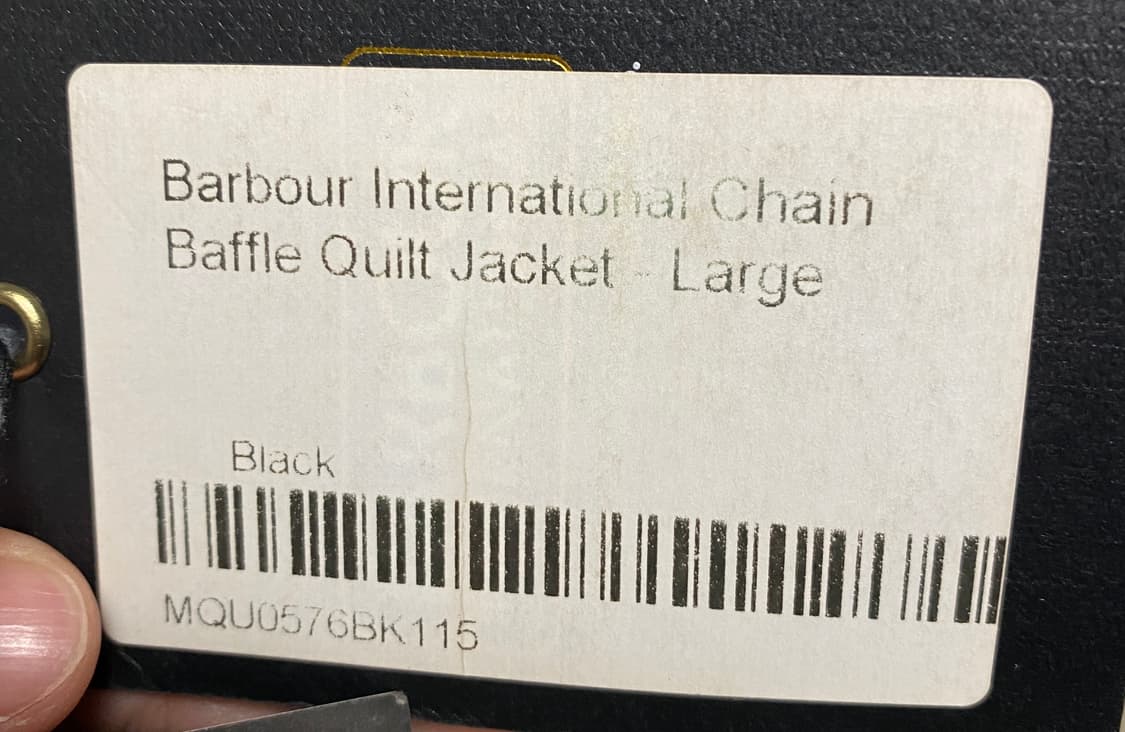 Barbour International Chain
Baffle Quilt Jacket - Large
Black
MQU0576BK115